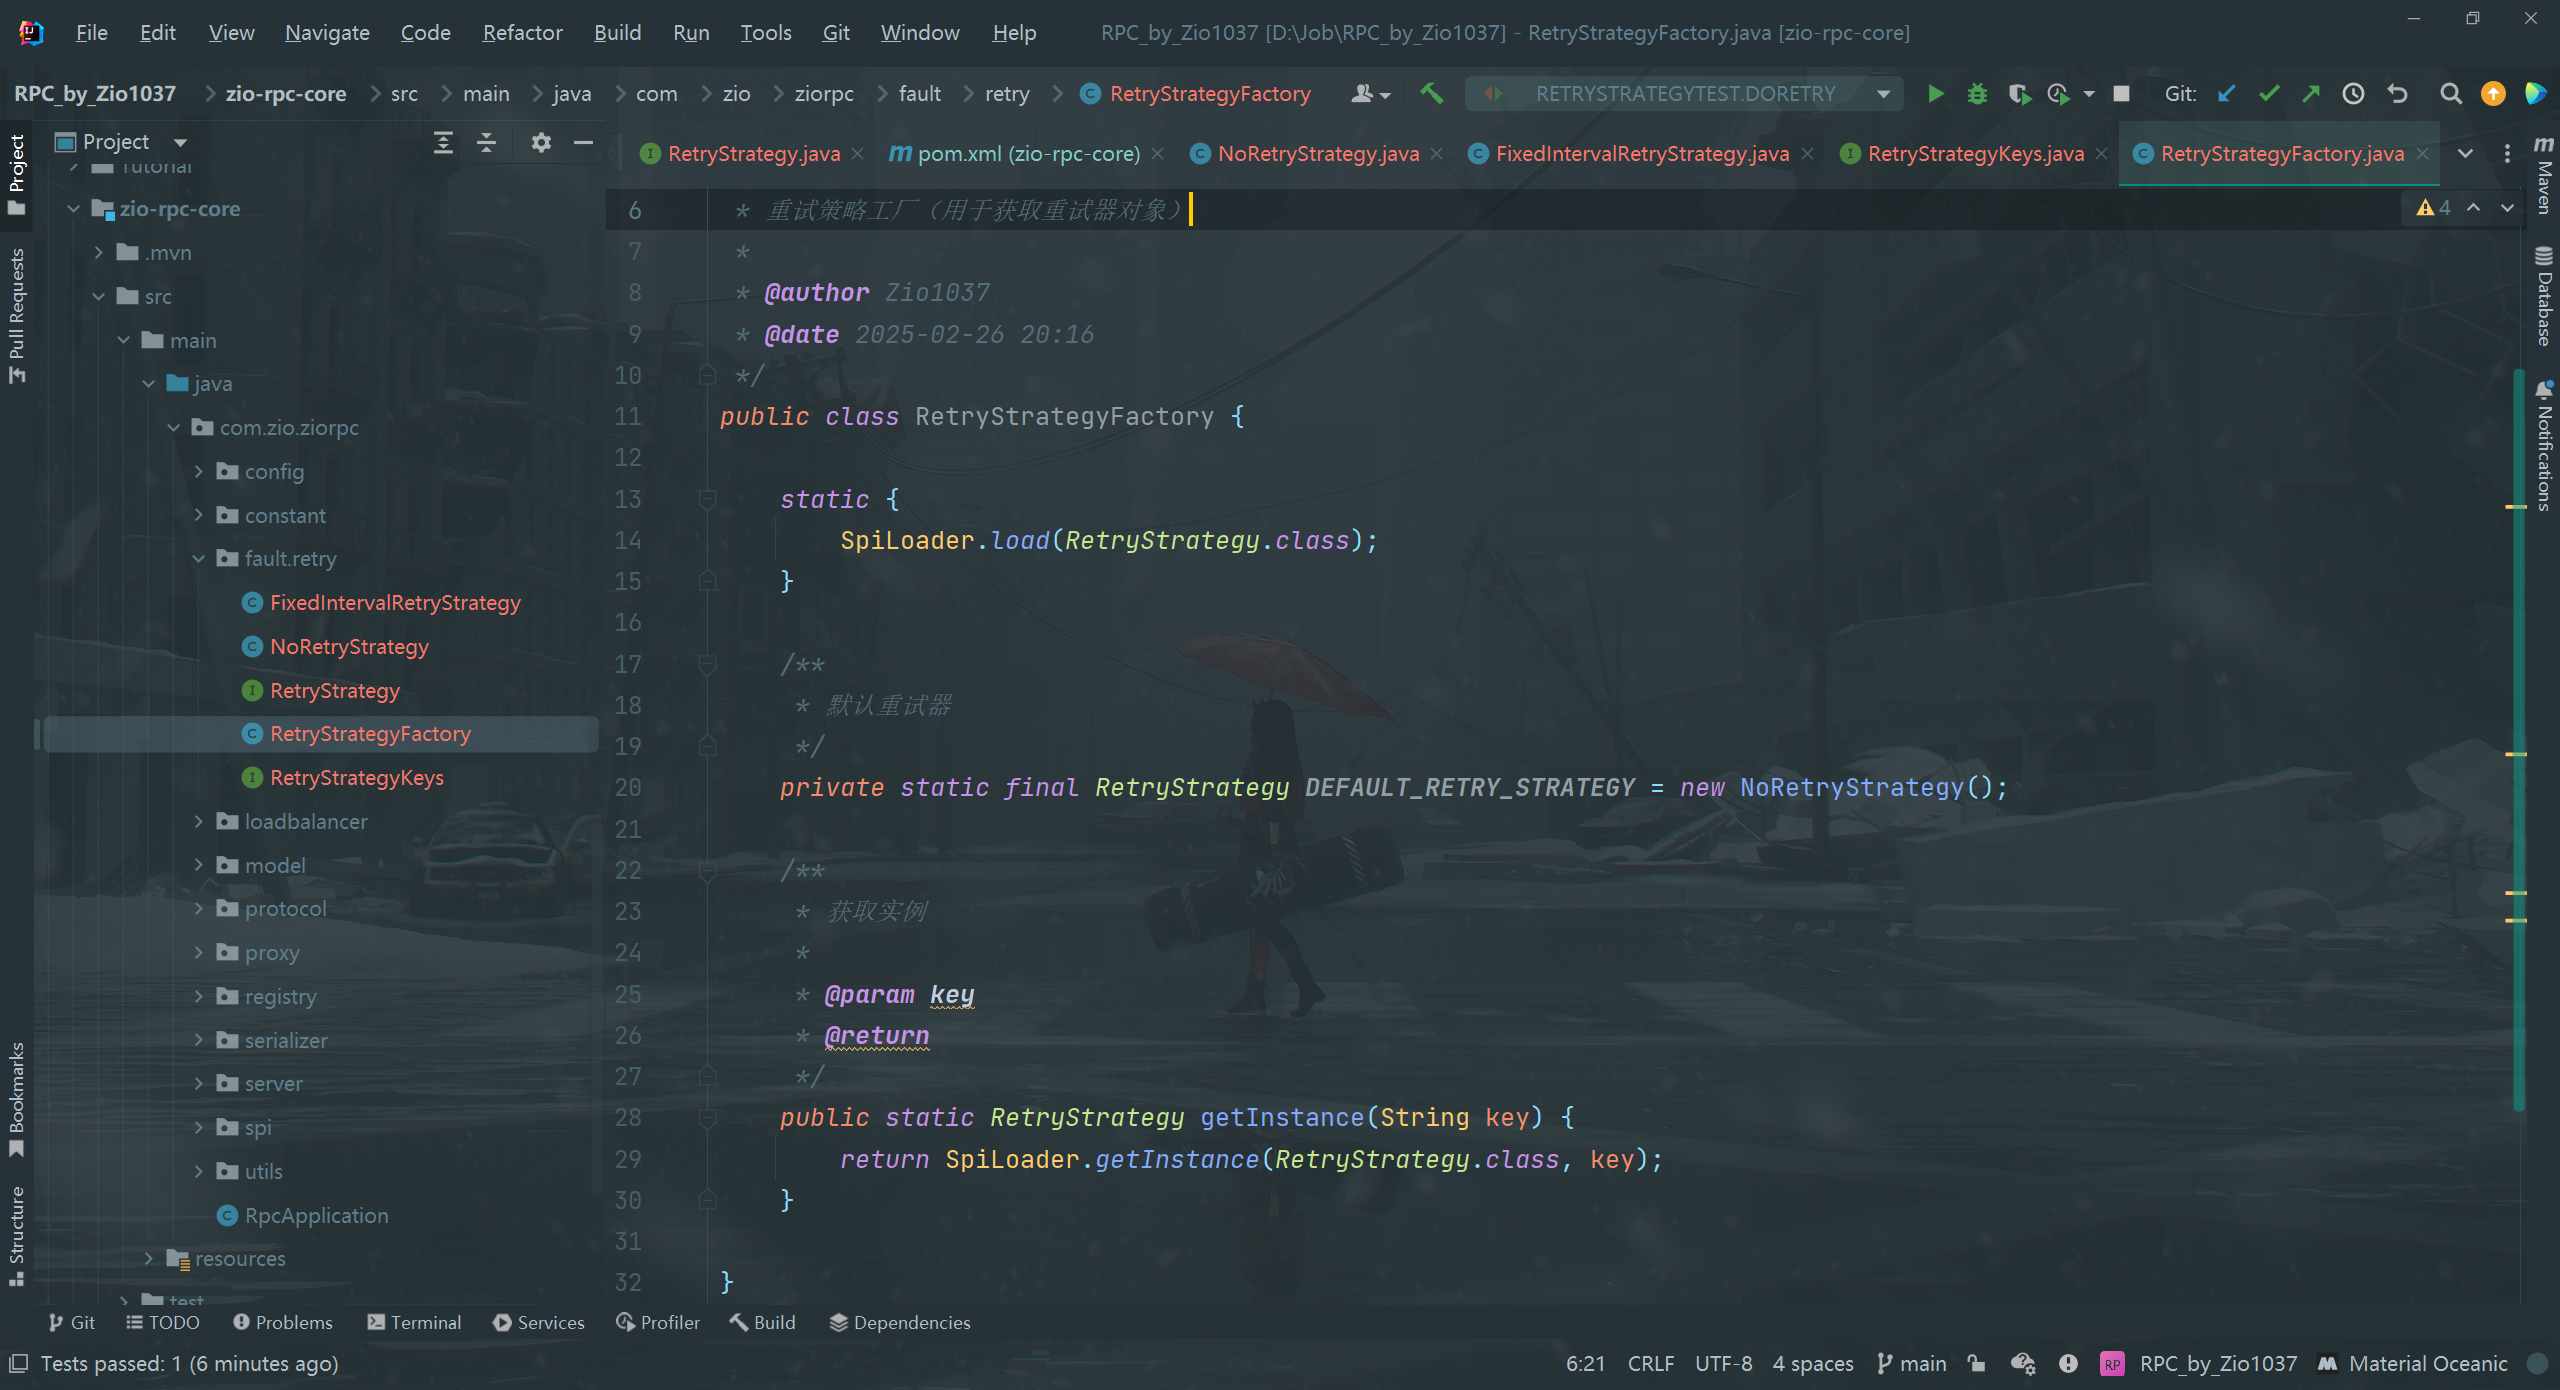 File Edit View Navigate Code Refactor Build Run Tools Git Window Help RPC_by_Zio1037 [D:\Job\RPC_by_Zio1037] - RetryStrategyFactory.java [zio-rpc-core]
RPC_by_Zio1037 zio-rpc-core src main java com zio ziorpc fault retry RetryStrategyFactory RETRYSTRATEGYTEST.DORETRY Git:
Project
RetryStrategy.java pom.xml (zio-rpc-core) NoRetryStrategy.java FixedIntervalRetryStrategy.java RetryStrategyKeys.java RetryStrategyFactory.java
Project
Pull Requests
Bookmarks
Structure
Tutorial
zio-rpc-core
.mvn
src
main
java
com.zio.ziorpc
config
constant
fault.retry
FixedIntervalRetryStrategy
NoRetryStrategy
RetryStrategy
RetryStrategyFactory
RetryStrategyKeys
loadbalancer
model
protocol
proxy
registry
serializer
server
spi
utils
RpcApplication
resources
test
6 * 重试策略工厂（用于获取重试器对象）
7 *
8 * @author Zio1037
9 * @date 2025-02-26 20:16
10 */
11 public class RetryStrategyFactory {
12
13 static {
14 SpiLoader.load(RetryStrategy.class);
15 }
16
17 /**
18 * 默认重试器
19 */
20 private static final RetryStrategy DEFAULT_RETRY_STRATEGY = new NoRetryStrategy();
21
22 /**
23 * 获取实例
24 *
25 * @param key
26 * @return
27 */
28 public static RetryStrategy getInstance(String key) {
29 return SpiLoader.getInstance(RetryStrategy.class, key);
30 }
31
32 }
4
Maven
Database
Notifications
Git TODO Problems Terminal Services Profiler Build Dependencies
Tests passed: 1 (6 minutes ago) 6:21 CRLF UTF-8 4 spaces main RP RPC_by_Zio1037 Material Oceanic